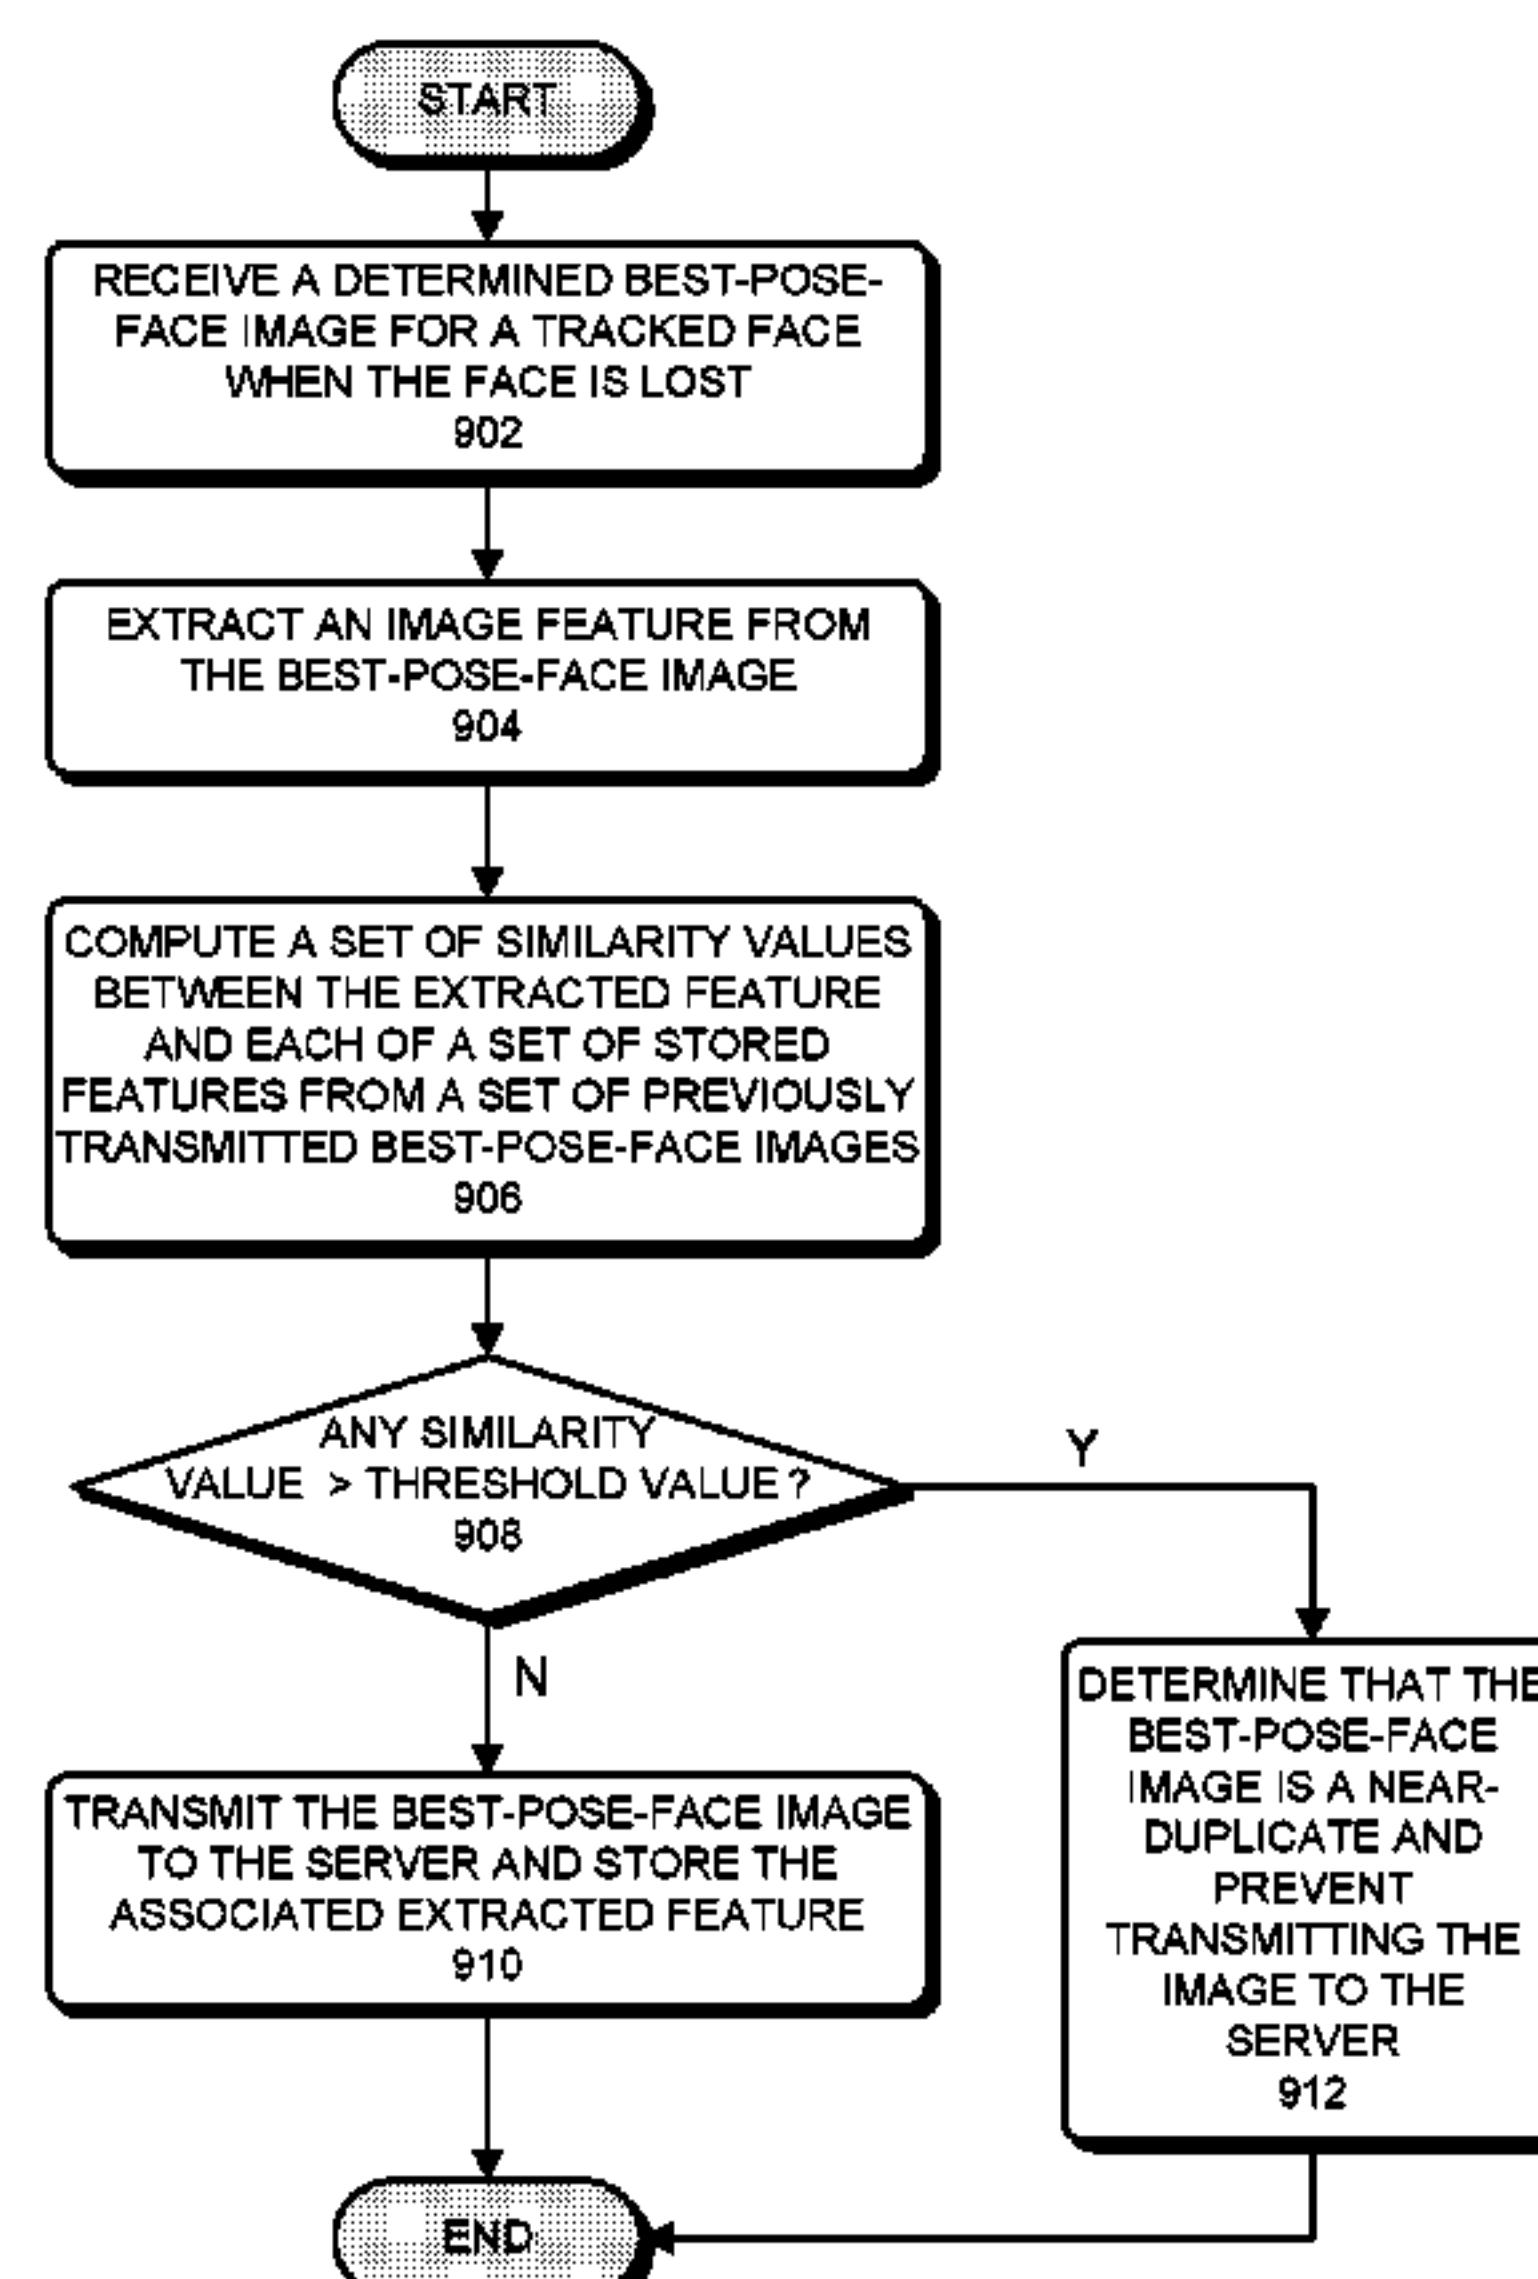 START
RECEIVE A DETERMINED BEST-POSE-
FACE IMAGE FOR A TRACKED FACE
WHEN THE FACE IS LOST
902
EXTRACT AN IMAGE FEATURE FROM
THE BEST-POSE-FACE IMAGE
904
COMPUTE A SET OF SIMILARITY VALUES
BETWEEN THE EXTRACTED FEATURE
AND EACH OF A SET OF STORED
FEATURES FROM A SET OF PREVIOUSLY
TRANSMITTED BEST-POSE-FACE IMAGES
906
ANY SIMILARITY
VALUE > THRESHOLD VALUE?
908
Y
N
TRANSMIT THE BEST-POSE-FACE IMAGE
TO THE SERVER AND STORE THE
ASSOCIATED EXTRACTED FEATURE
910
DETERMINE THAT THE
BEST-POSE-FACE
IMAGE IS A NEAR-
DUPLICATE AND
PREVENT
TRANSMITTING THE
IMAGE TO THE
SERVER
912
END